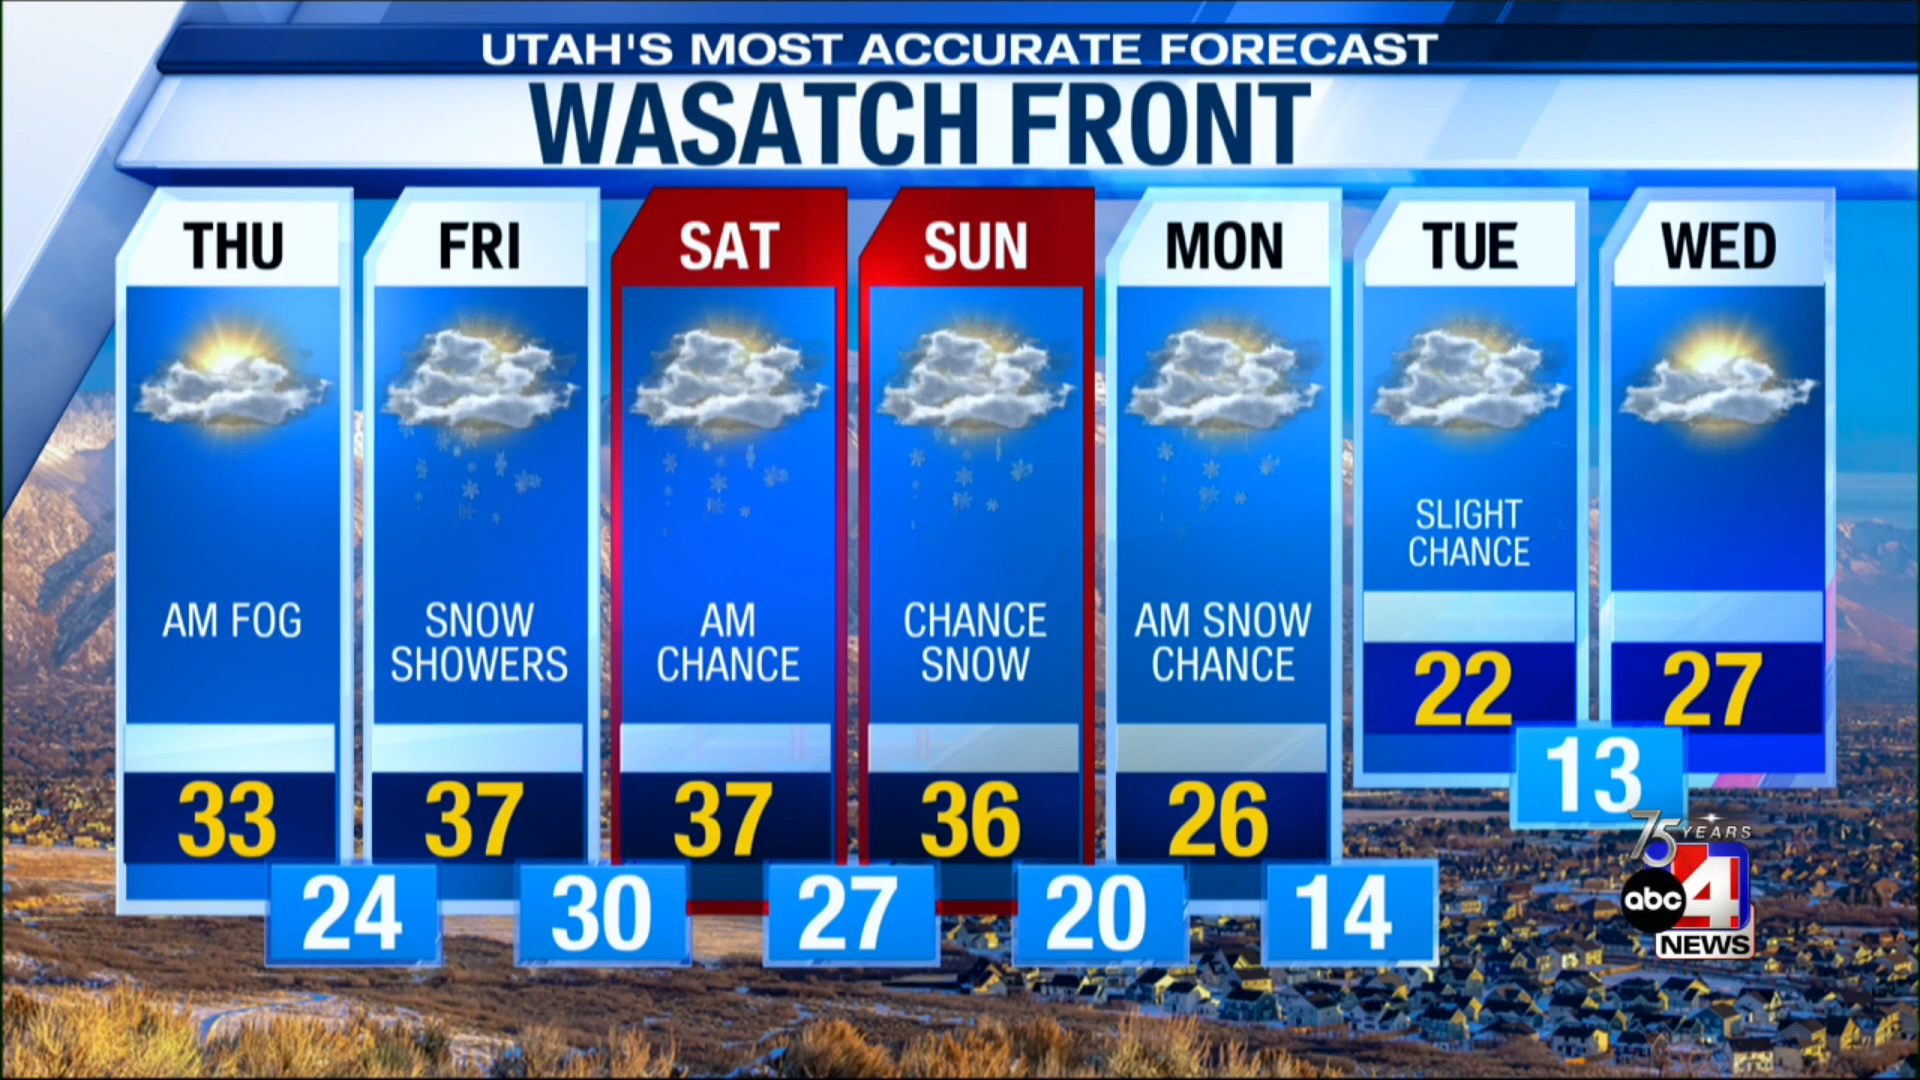 UTAH'S MOST ACCURATE FORECAST
WASATCH FRONT
THU
AM FOG
33
24
FRI
SNOW
SHOWERS
37
30
SAT
AM
CHANCE
37
27
SUN
CHANCE
SNOW
36
20
MON
AM SNOW
CHANCE
26
14
TUE
SLIGHT
CHANCE
22
13
WED
27
75 YEARS
abc 4
NEWS